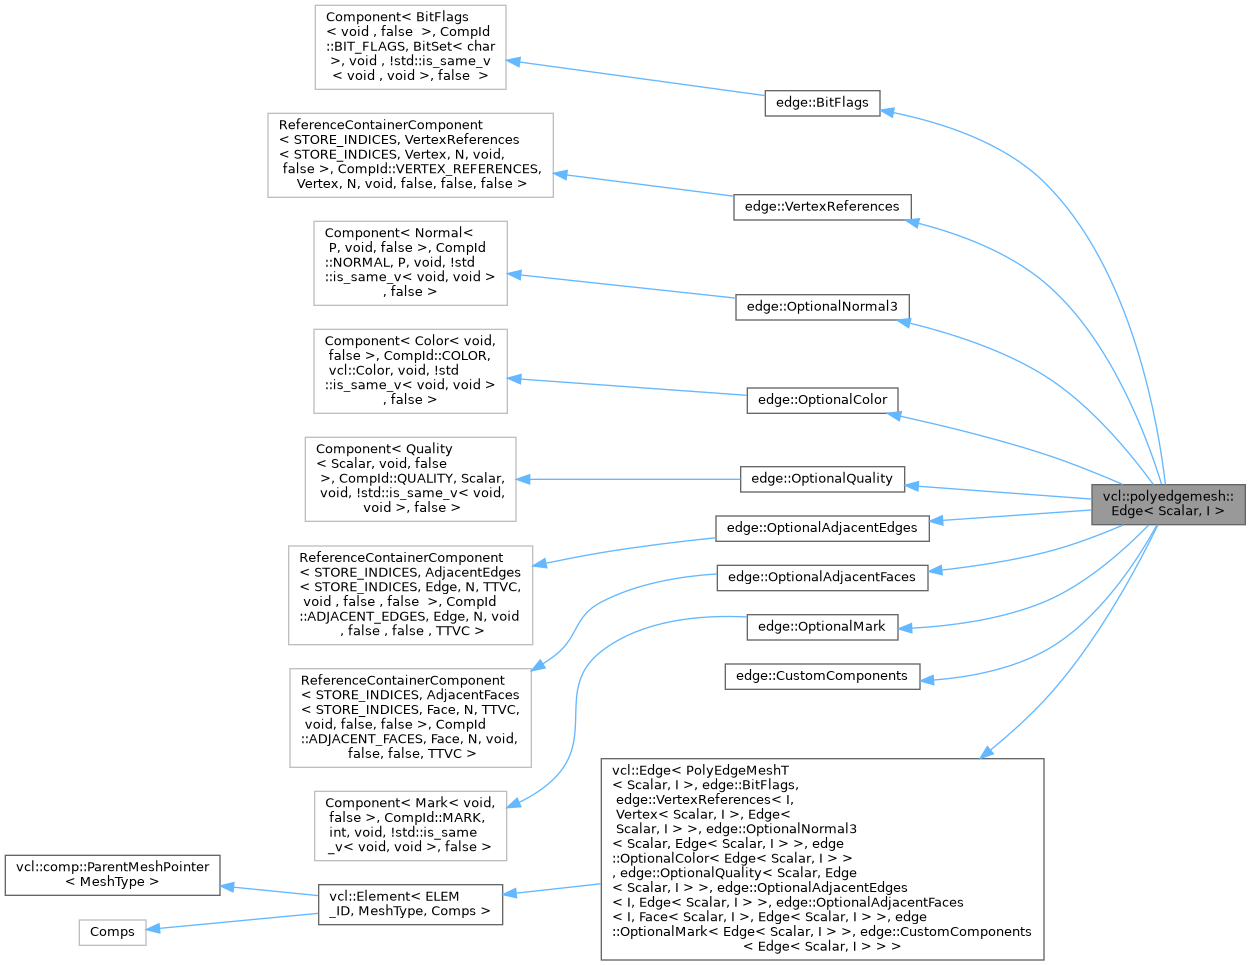 Component< BitFlags
< void , false  >, CompId
::BIT_FLAGS, BitSet< char
>, void , !std::is_same_v
< void , void >, false  >
edge::BitFlags
ReferenceContainerComponent
< STORE_INDICES, VertexReferences
< STORE_INDICES, Vertex, N, void,
false >, CompId::VERTEX_REFERENCES,
Vertex, N, void, false, false, false >
edge::VertexReferences
Component< Normal<
P, void, false >, CompId
::NORMAL, P, void, !std
::is_same_v< void, void >
, false >
edge::OptionalNormal3
Component< Color< void,
false >, CompId::COLOR,
vcl::Color, void, !std
::is_same_v< void, void >
, false >
edge::OptionalColor
Component< Quality
< Scalar, void, false
>, CompId::QUALITY, Scalar,
void, !std::is_same_v< void,
void >, false >
edge::OptionalQuality
vcl::polyedgemesh::
Edge< Scalar, I >
edge::OptionalAdjacentEdges
ReferenceContainerComponent
< STORE_INDICES, AdjacentEdges
< STORE_INDICES, Edge, N, TTVC,
void , false , false  >, CompId
::ADJACENT_EDGES, Edge, N, void
, false , false , TTVC >
edge::OptionalAdjacentFaces
edge::OptionalMark
ReferenceContainerComponent
< STORE_INDICES, AdjacentFaces
< STORE_INDICES, Face, N, TTVC,
void, false, false >, CompId
::ADJACENT_FACES, Face, N, void,
false, false, TTVC >
edge::CustomComponents
Component< Mark< void,
false >, CompId::MARK,
int, void, !std::is_same
_v< void, void >, false >
vcl::Edge< PolyEdgeMeshT
< Scalar, I >, edge::BitFlags,
edge::VertexReferences< I,
Vertex< Scalar, I >, Edge<
Scalar, I > >, edge::OptionalNormal3
< Scalar, Edge< Scalar, I > >, edge
::OptionalColor< Edge< Scalar, I > >
, edge::OptionalQuality< Scalar, Edge
< Scalar, I > >, edge::OptionalAdjacentEdges
< I, Edge< Scalar, I > >, edge::OptionalAdjacentFaces
< I, Face< Scalar, I >, Edge< Scalar, I > >, edge
::OptionalMark< Edge< Scalar, I > >, edge::CustomComponents
< Edge< Scalar, I > > >
vcl::comp::ParentMeshPointer
< MeshType >
vcl::Element< ELEM
_ID, MeshType, Comps >
Comps